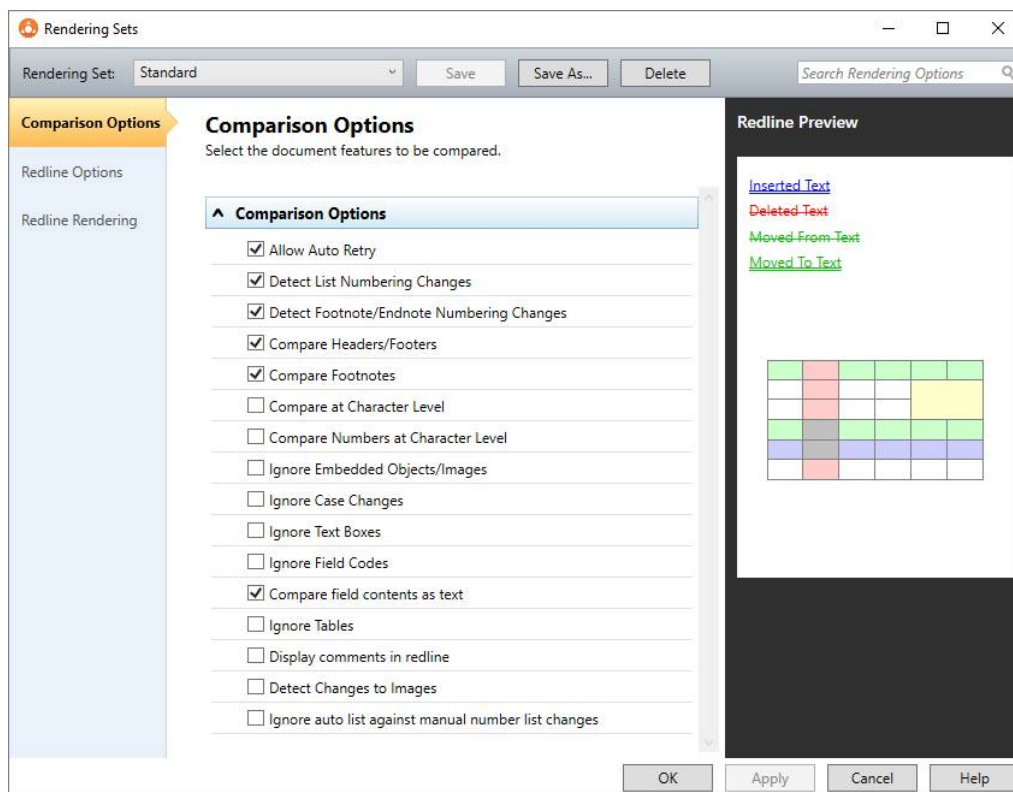 Rendering Sets
Rendering Set: Standard Save Save As... Delete Search Rendering Options
Comparison Options
Redline Options
Redline Rendering
Comparison Options
Select the document features to be compared.
Comparison Options
Allow Auto Retry
Detect List Numbering Changes
Detect Footnote/Endnote Numbering Changes
Compare Headers/Footers
Compare Footnotes
Compare at Character Level
Compare Numbers at Character Level
Ignore Embedded Objects/Images
Ignore Case Changes
Ignore Text Boxes
Ignore Field Codes
Compare field contents as text
Ignore Tables
Display comments in redline
Detect Changes to Images
Ignore auto list against manual number list changes
Redline Preview
Inserted Text
Deleted Text
Moved From Text
Moved To Text
OK Apply Cancel Help